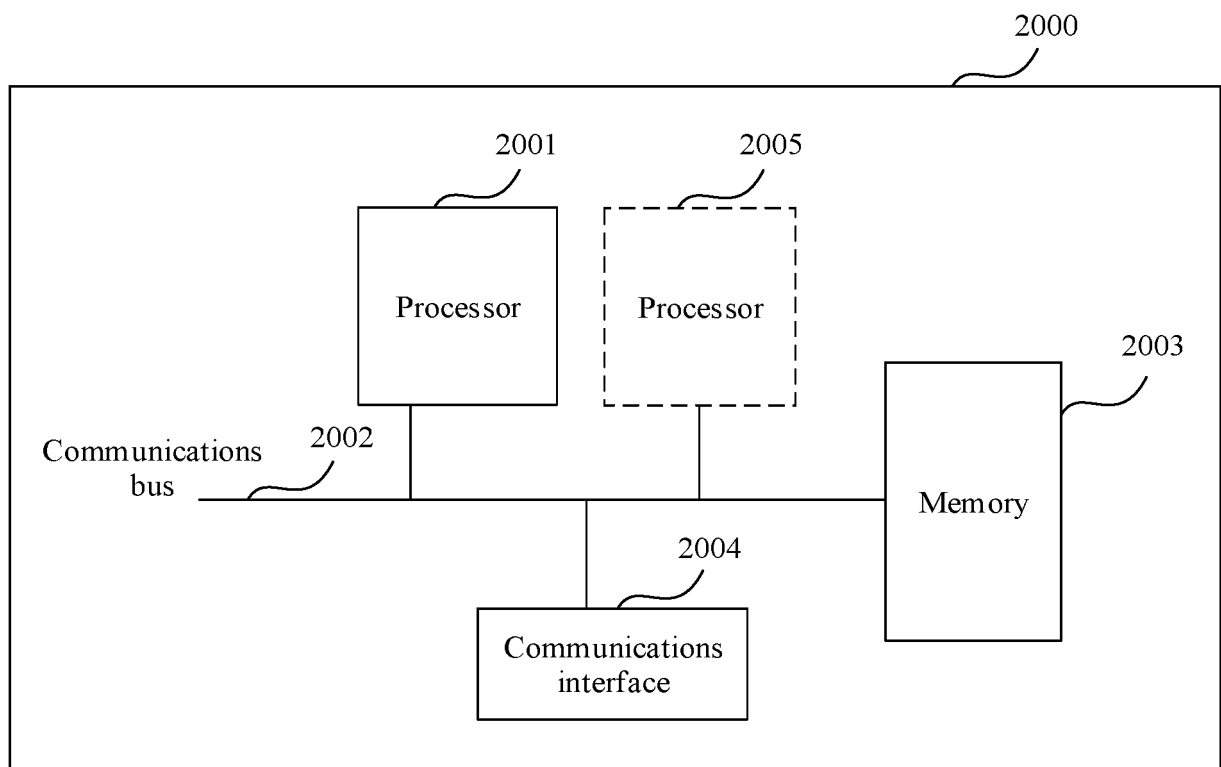 2000
2001
2005
Processor
Processor
2003
Communications
bus
2002
Memory
2004
Communications
interface